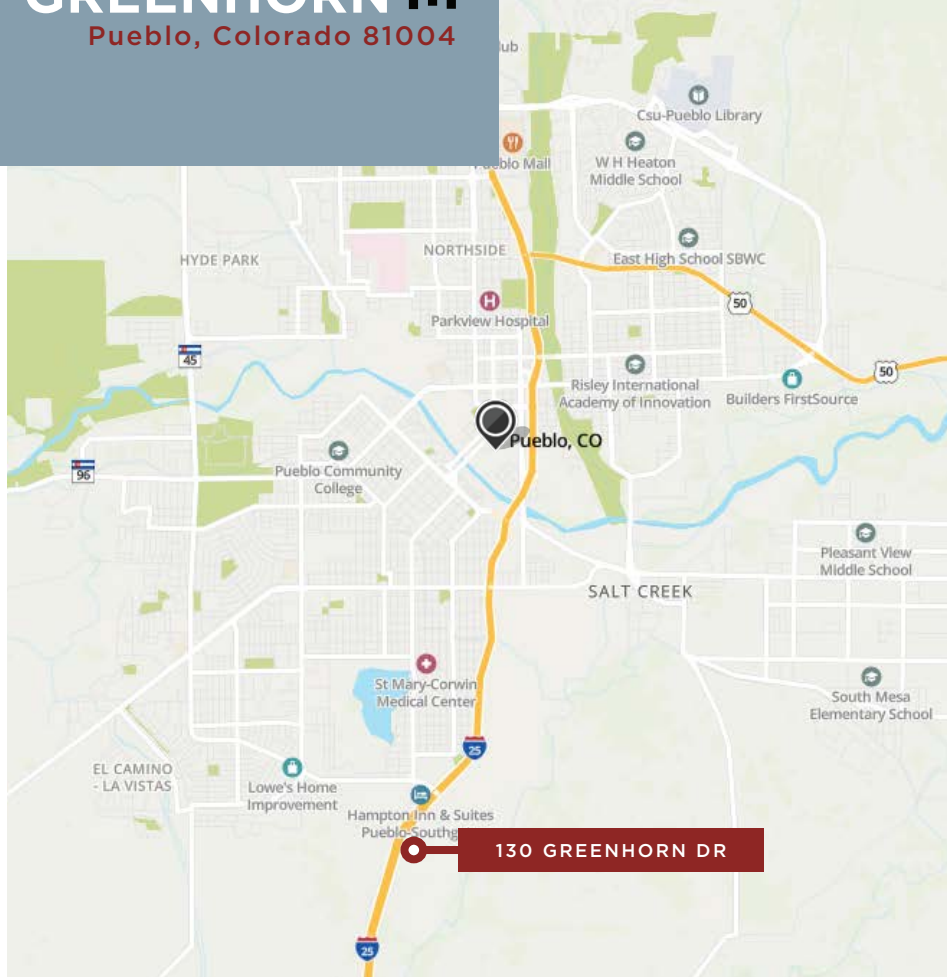 GREENHORN
Pueblo, Colorado 81004
Csu-Pueblo Library
Mall
W H Heaton
Middle School
HYDE PARK
NORTHSIDE
East High School SBWC
50
Parkview Hospital
45
50
Risley International
Academy of Innovation
Builders FirstSource
Pueblo, CO
96
Pueblo Community
College
Pleasant View
Middle School
SALT CREEK
St Mary-Corwin
Medical Center
South Mesa
Elementary School
25
EL CAMINO
- LA VISTAS
Lowe's Home
Improvement
Hampton Inn & Suites
Pueblo-Southg
130 GREENHORN DR
25